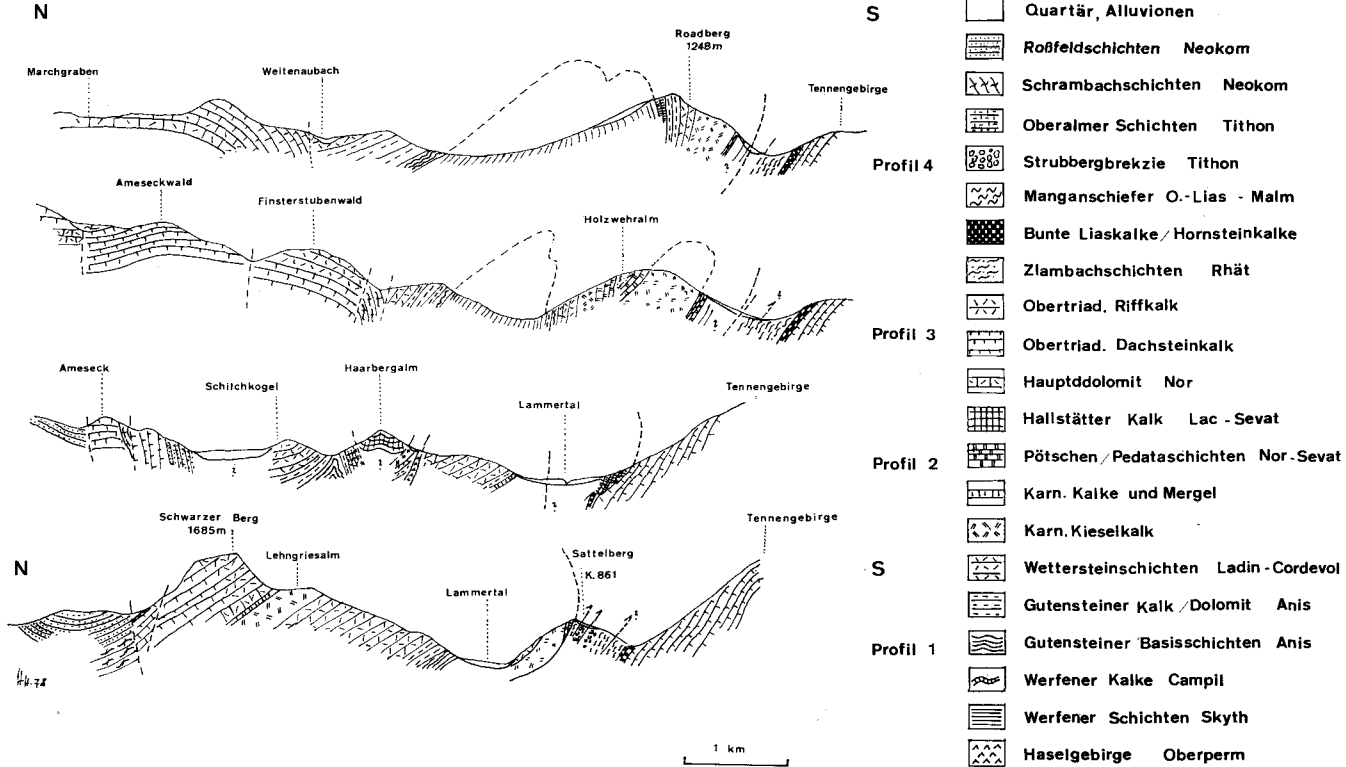 N
S
Roadberg
1248m
Marchgraben
Weitenaubach
Tennengebirge
Profil 4
Ameseckwald
Finsterstubenwald
Holzwehralm
Profil 3
Ameseck
Schilchkogel
Haarbergalm
Lammertal
Tennengebirge
Profil 2
Schwarzer Berg
1685m
Lehngriesalm
Lammertal
Sattelberg
K.861
Tennengebirge
N
S
Profil 1
HH.78
1 km
Quartär, Alluvionen
Roßfeldschichten Neokom
Schrambachschichten Neokom
Oberalmer Schichten Tithon
Strubbergbrekzie Tithon
Manganschiefer O.-Lias - Malm
Bunte Liaskalke/Hornsteinkalke
Zlambachschichten Rhät
Obertriad. Riffkalk
Obertriad. Dachsteinkalk
Hauptddolomit Nor
Hallstätter Kalk Lac - Sevat
Pötschen/Pedataschichten Nor-Sevat
Karn. Kalke und Mergel
Karn. Kieselkalk
Wettersteinschichten Ladin - Cordevol
Gutensteiner Kalk/Dolomit Anis
Gutensteiner Basisschichten Anis
Werfener Kalke Campil
Werfener Schichten Skyth
Haselgebirge Oberperm